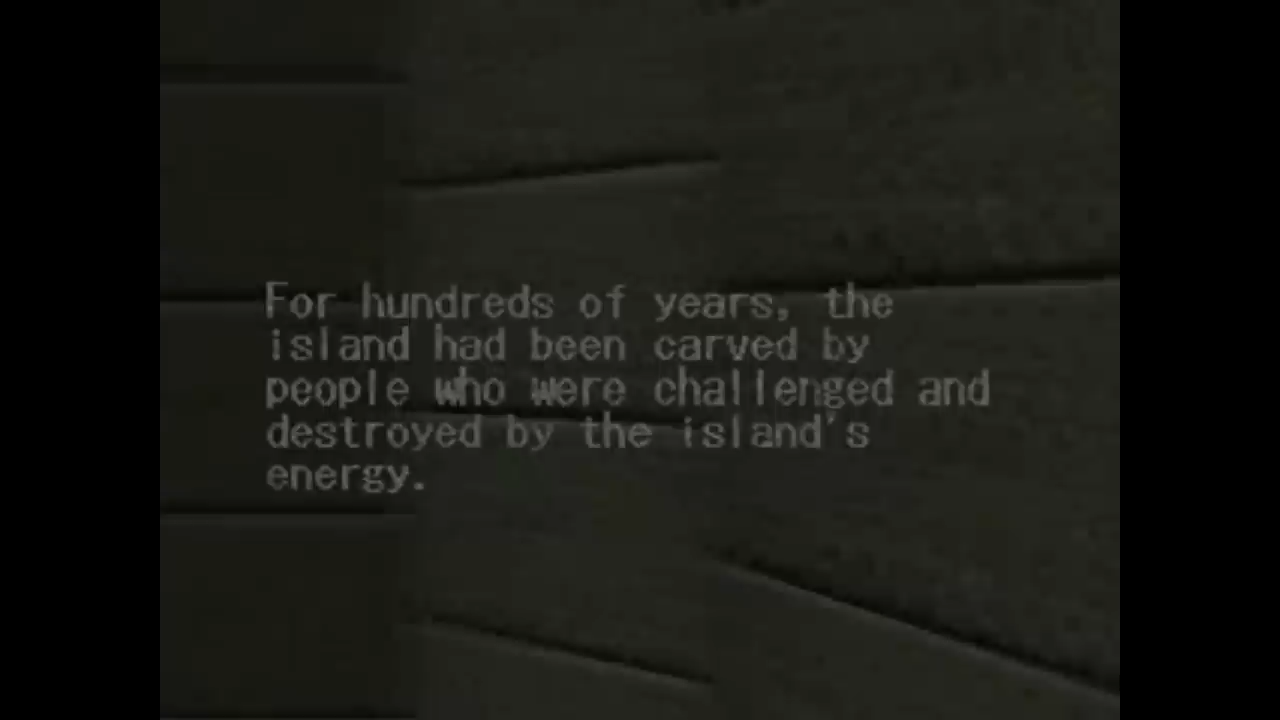 For hundreds of years, the
island had been carved by
people who were challenged and
destroyed by the island's
energy.